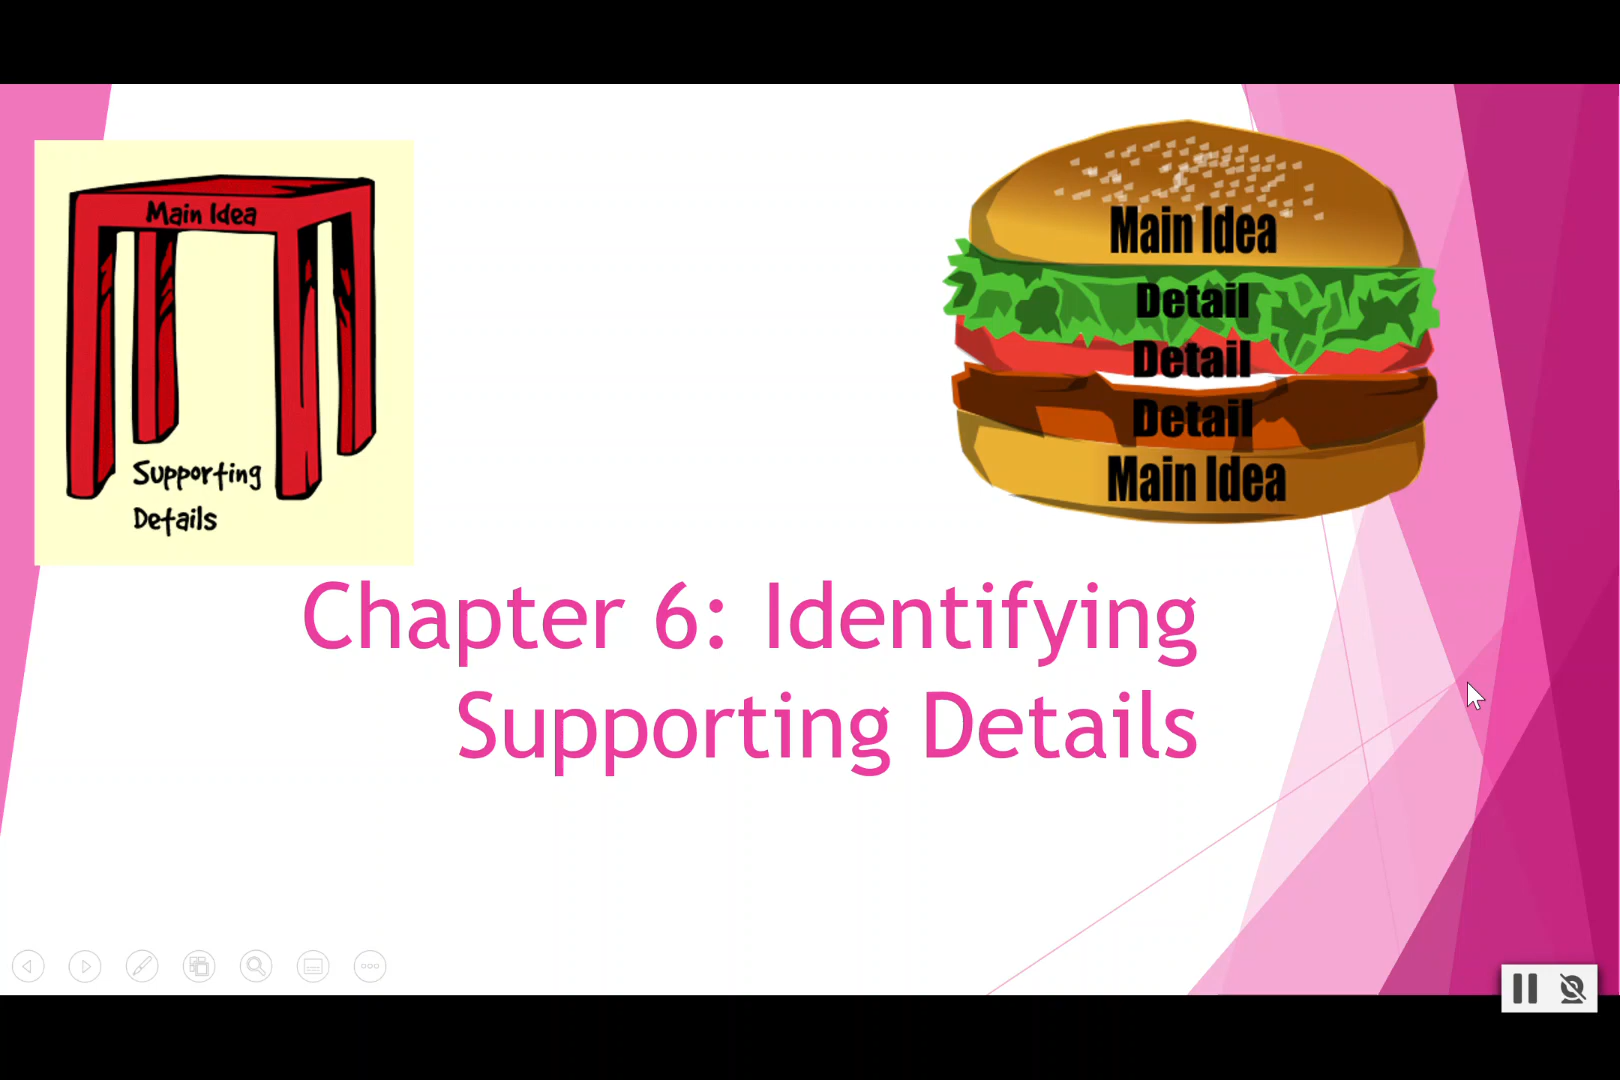 Main Idea
Supporting
Details
Main Idea
Detail
Detail
Detail
Main Idea
Chapter 6: Identifying
Supporting Details